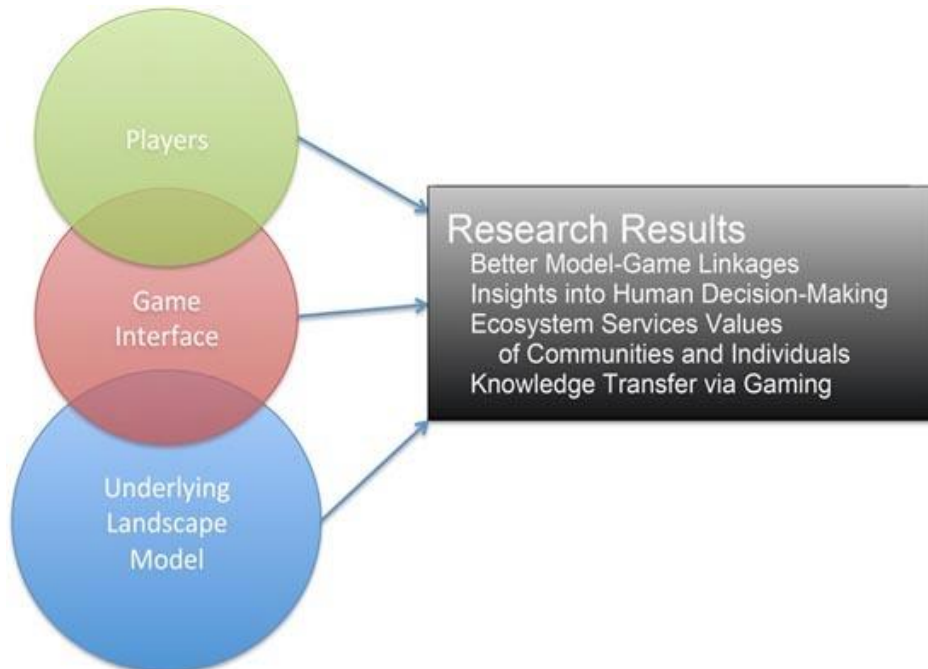 Players
Game
Interface
Underlying
Landscape
Model
Research Results
Better Model-Game Linkages
Insights into Human Decision-Making
Ecosystem Services Values
of Communities and Individuals
Knowledge Transfer via Gaming